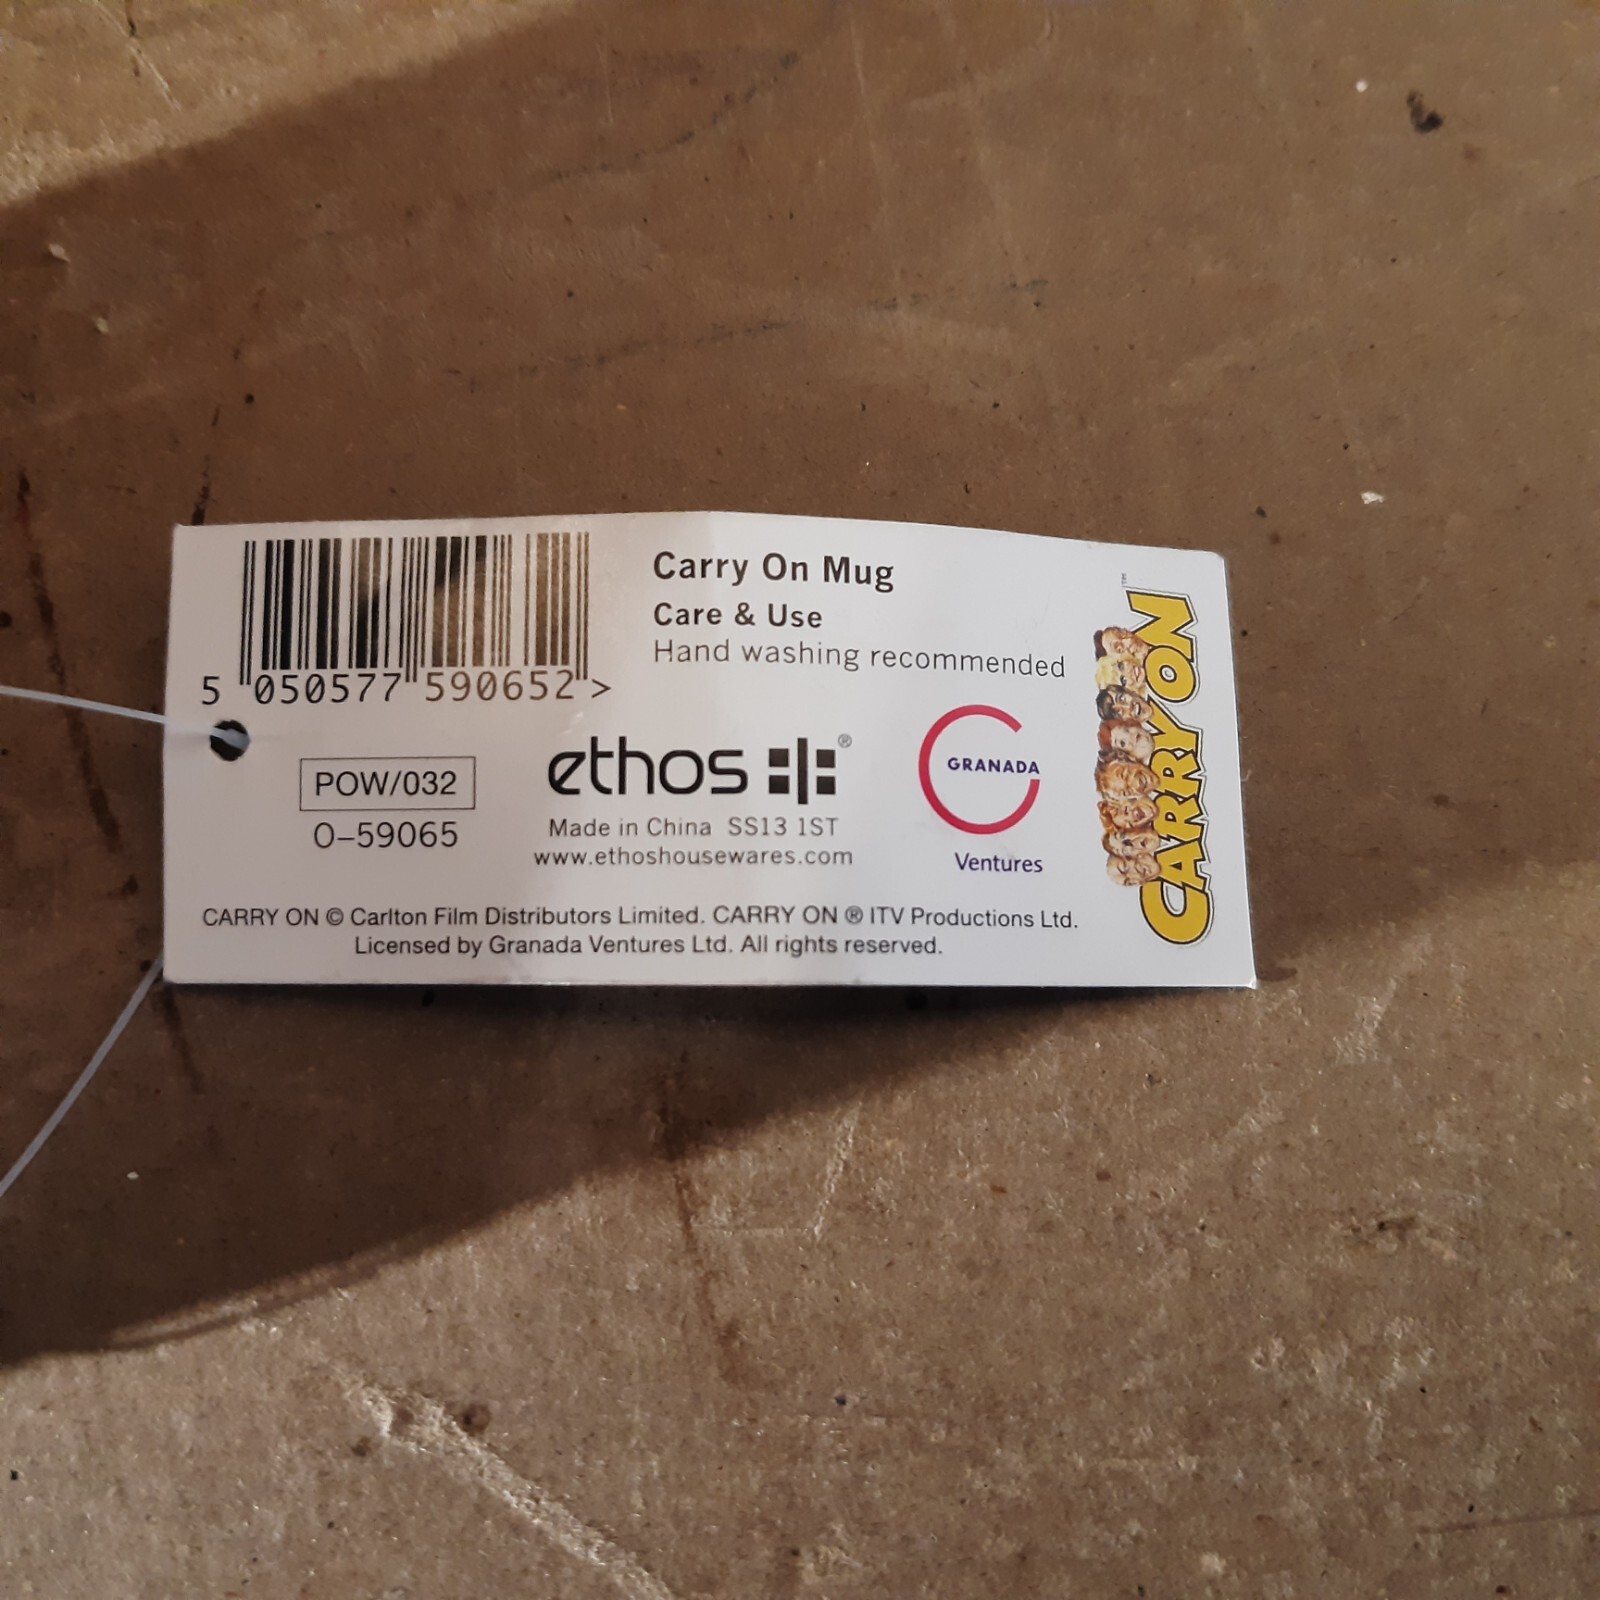 5 050577 590652 >
Carry On Mug
Care & Use
Hand washing recommended
POW/032
O–59065
ethos ®
Made in China SS13 1ST
www.ethoshousewares.com
GRANADA
Ventures
CARRY ON ™
CARRY ON © Carlton Film Distributors Limited. CARRY ON ® ITV Productions Ltd.
Licensed by Granada Ventures Ltd. All rights reserved.